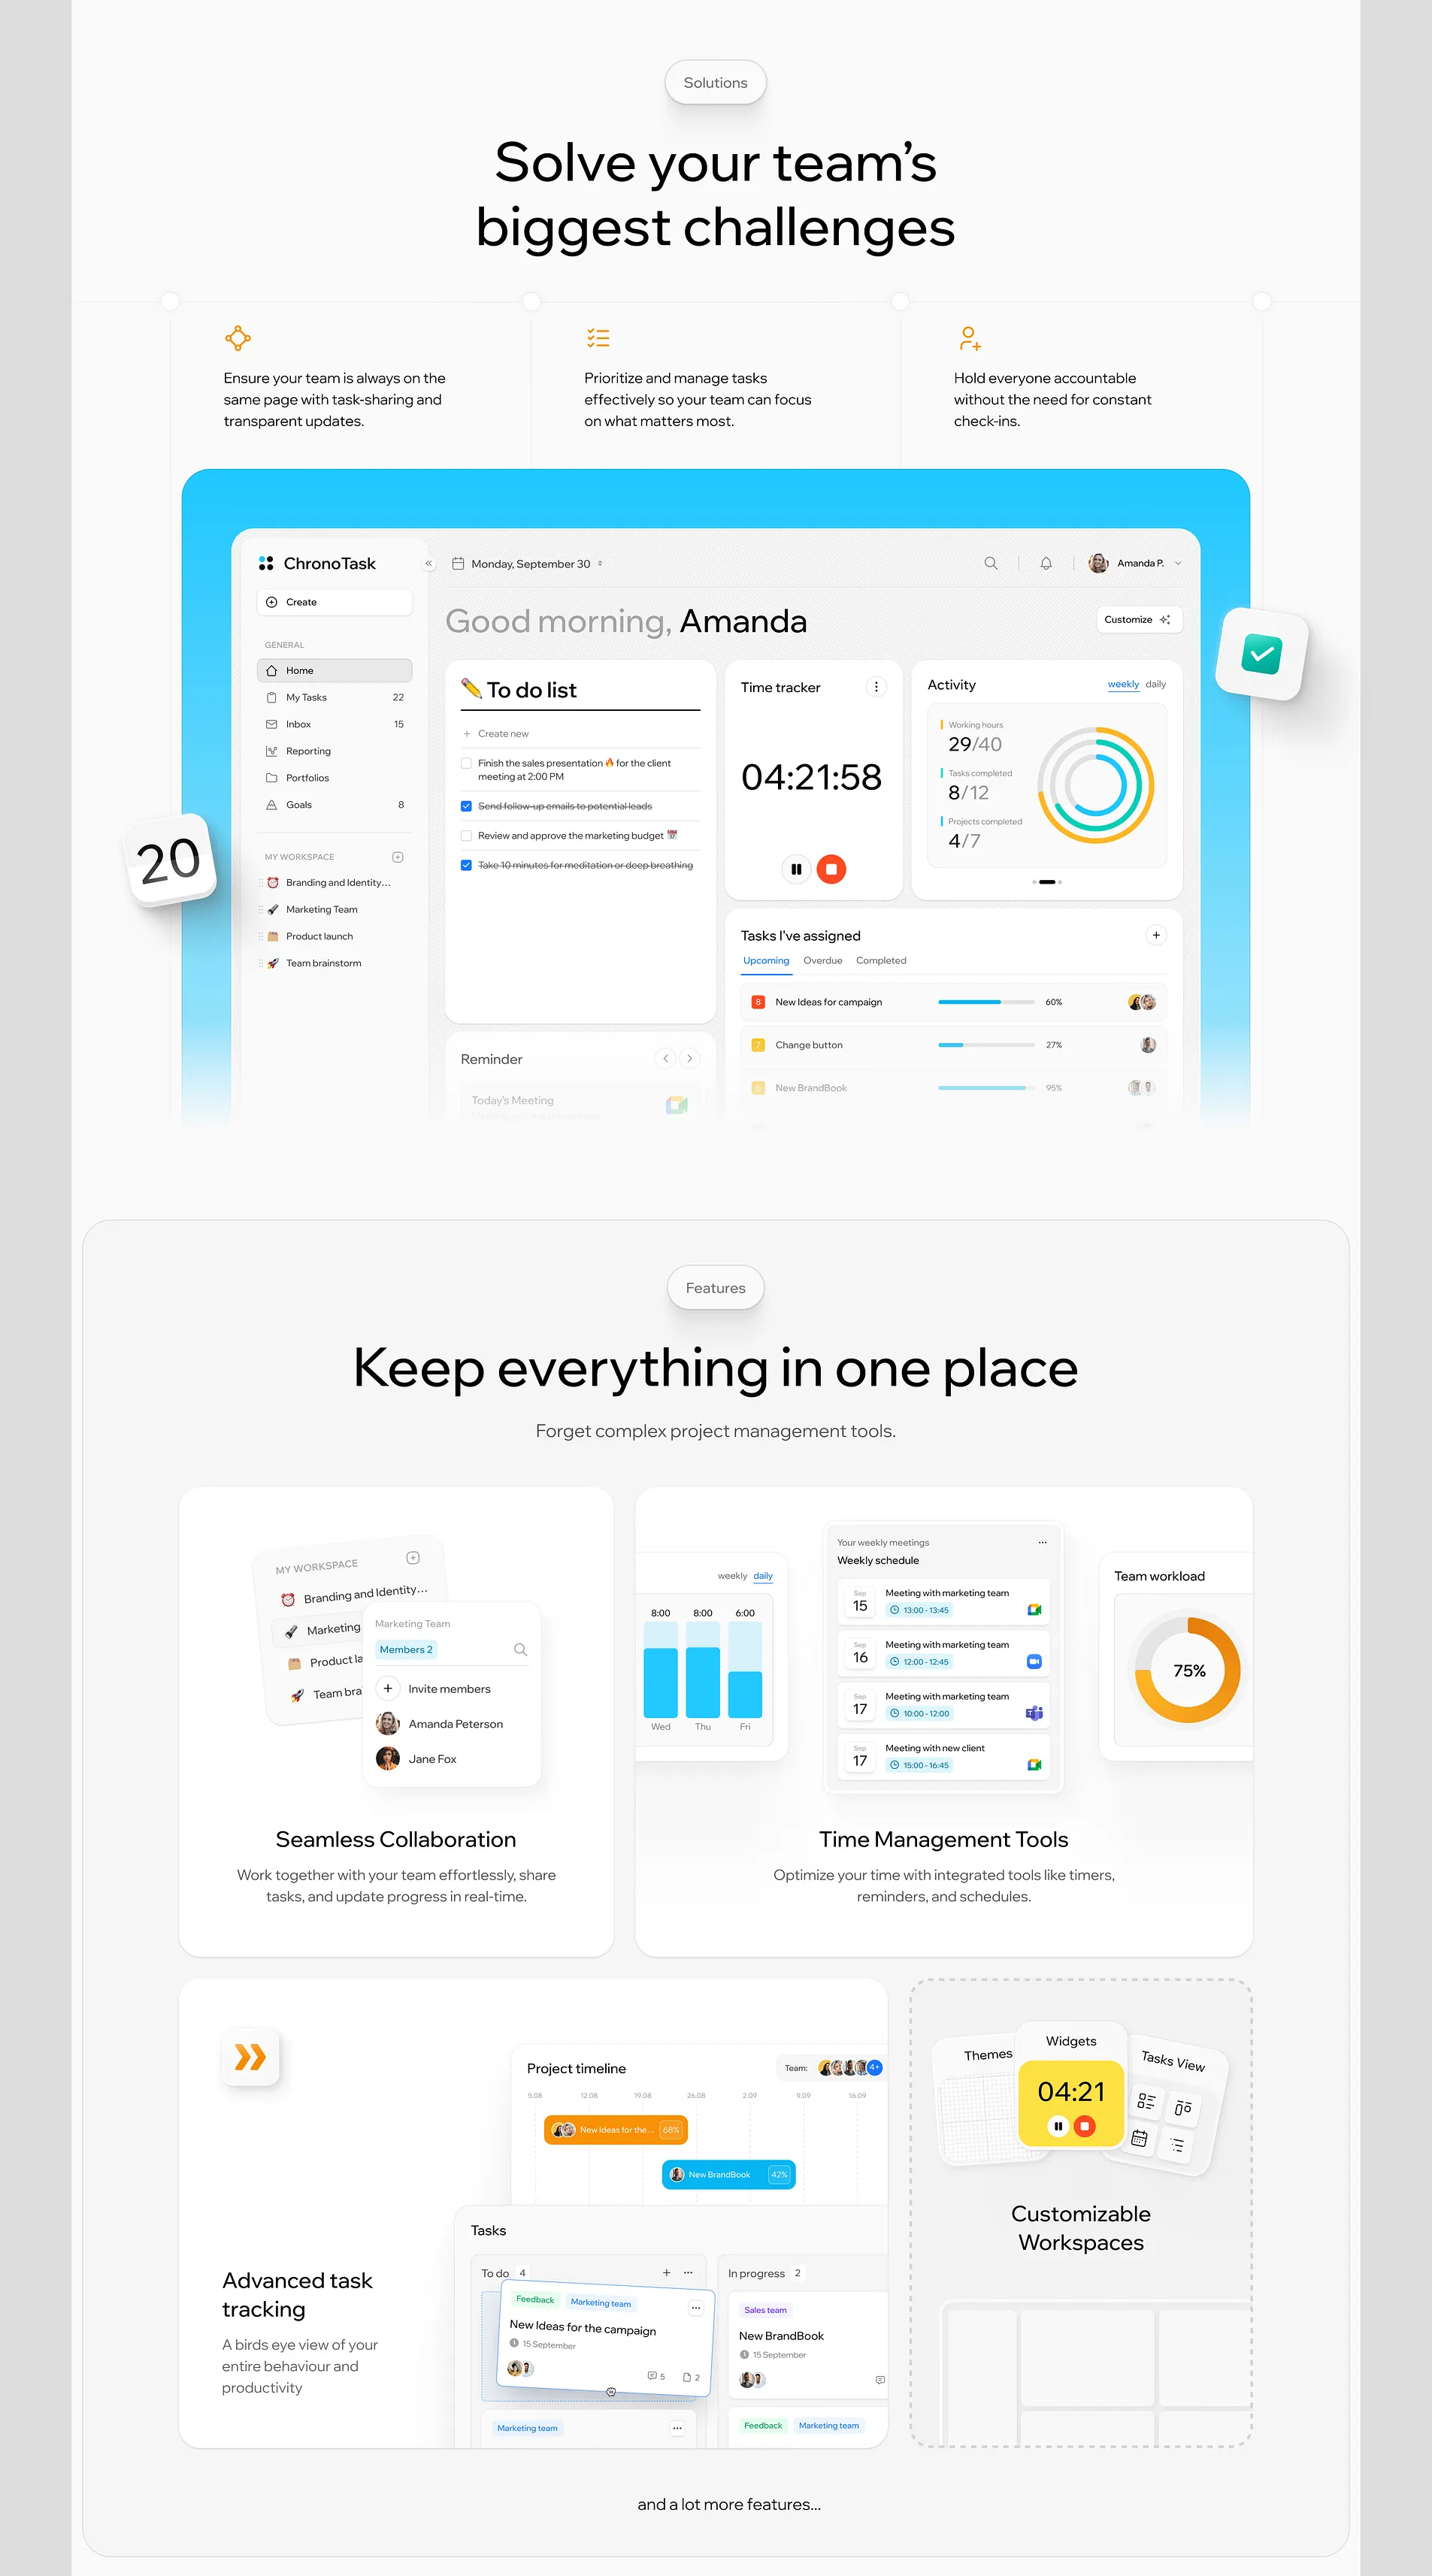 Solutions
Solve your team’s
biggest challenges
Ensure your team is always on the
same page with task-sharing and
transparent updates.
Prioritize and manage tasks
effectively so your team can focus
on what matters most.
Hold everyone accountable
without the need for constant
check-ins.
ChronoTask
Monday, September 30
Amanda P.
Create
Good morning, Amanda
Customize
GENERAL
Home
My Tasks 22
Inbox 15
Reporting
Portfolios
Goals 8
MY WORKSPACE
Branding and Identity...
Marketing Team
Product launch
Team brainstorm
20
✏️ To do list
Create new
Finish the sales presentation 🔥 for the client
meeting at 2:00 PM
Send follow-up emails to potential leads
Review and approve the marketing budget 📅
Take 10 minutes for meditation or deep breathing
Time tracker
04:21:58
Activity
weekly daily
Working hours
29/40
Tasks completed
8/12
Projects completed
4/7
Tasks I've assigned
Upcoming Overdue Completed
8 New Ideas for campaign 60%
7 Change button 27%
New BrandBook 95%
Reminder
Today's Meeting
Features
Keep everything in one place
Forget complex project management tools.
MY WORKSPACE
Branding and Identity...
Marketing
Product la
Team bra
Marketing Team
Members 2
Invite members
Amanda Peterson
Jane Fox
Seamless Collaboration
Work together with your team effortlessly, share
tasks, and update progress in real-time.
weekly daily
8:00 8:00 6:00
Wed Thu Fri
Your weekly meetings
Weekly schedule
Sep
15
Meeting with marketing team
13:00 - 13:45
Sep
16
Meeting with marketing team
12:00 - 12:45
Sep
17
Meeting with marketing team
10:00 - 12:00
Sep
17
Meeting with new client
15:00 - 16:45
Team workload
75%
Time Management Tools
Optimize your time with integrated tools like timers,
reminders, and schedules.
Project timeline
Team: 4+
5.08 12.08 19.08 26.08 2.09 9.09 16.09
New Ideas for the... 68%
New BrandBook 42%
Tasks
To do 4
Feedback Marketing team
New Ideas for the campaign
15 September
5 2
Marketing team
In progress 2
Sales team
New BrandBook
15 September
Feedback Marketing team
Advanced task
tracking
A birds eye view of your
entire behaviour and
productivity
Themes
Widgets
04:21
Tasks View
Customizable
Workspaces
and a lot more features...